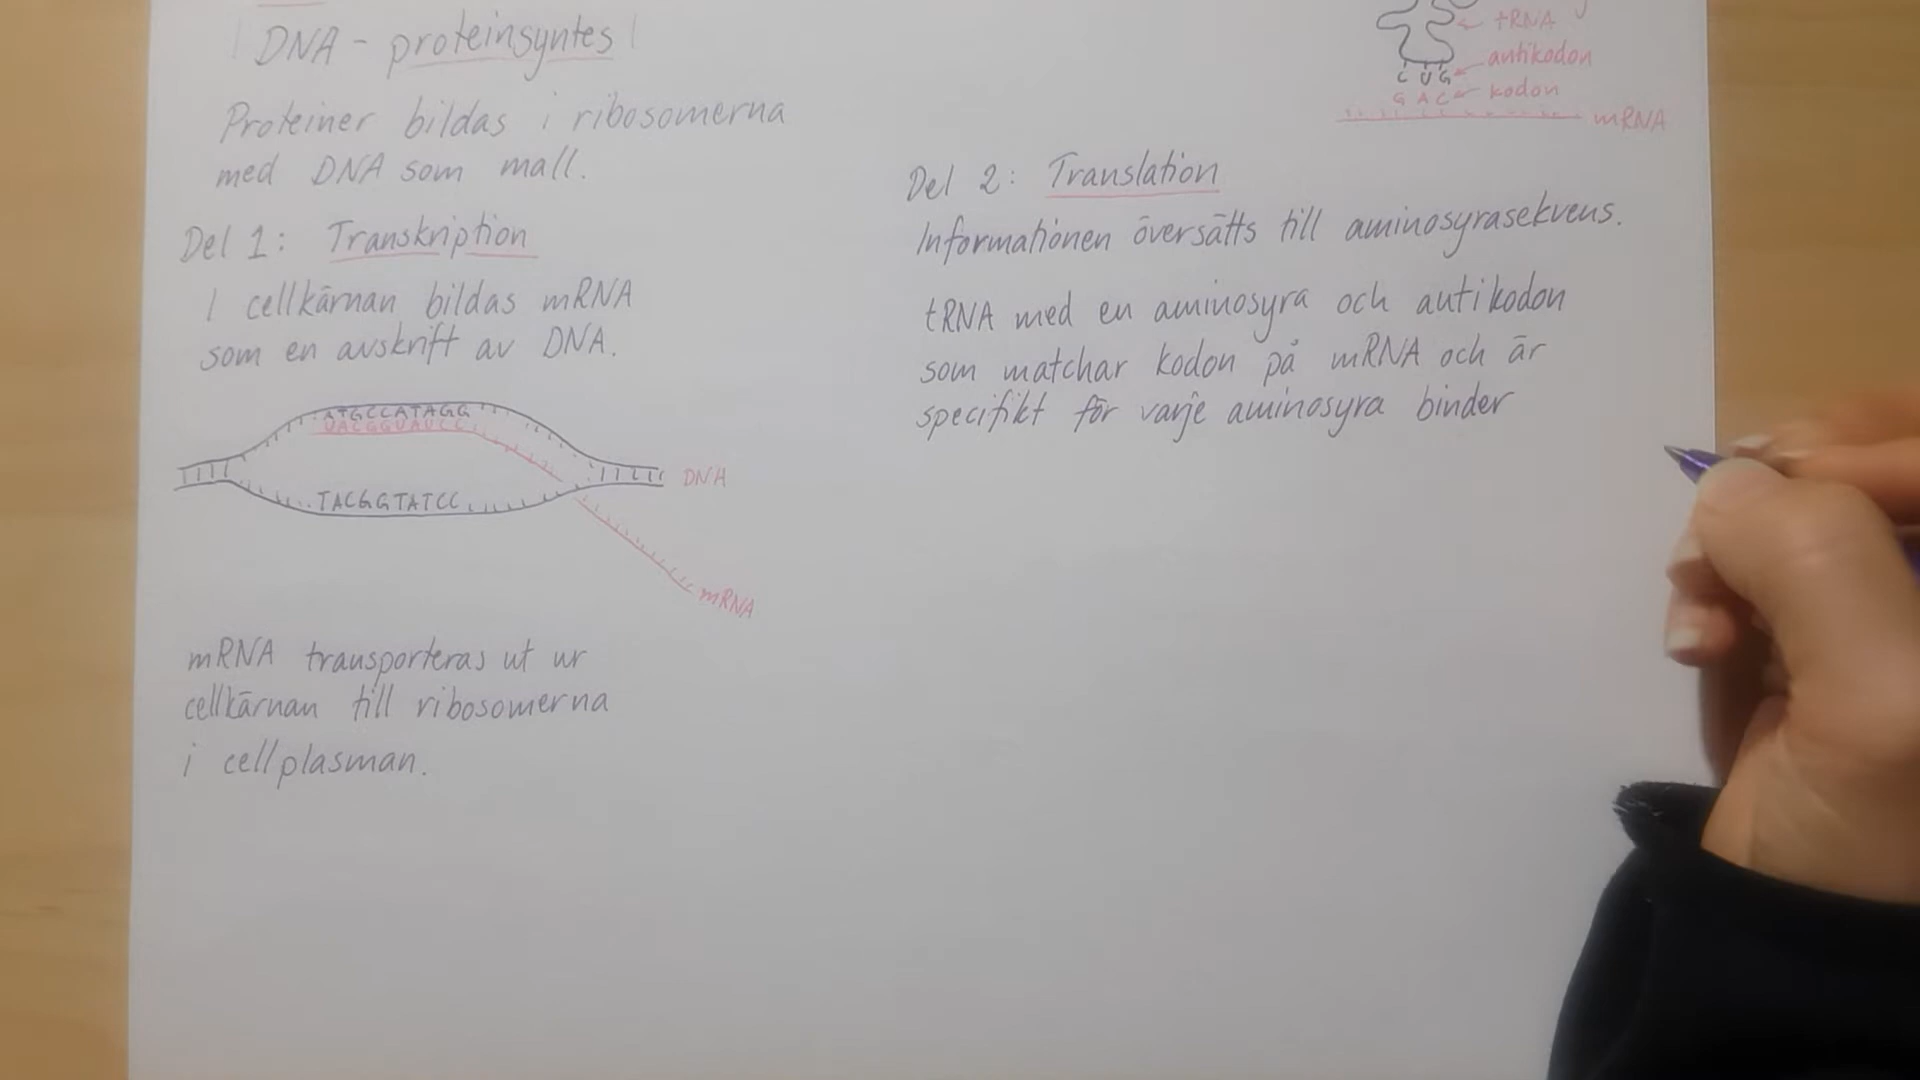 DNA - proteinsyntes
Proteiner bildas i ribosomerna
med DNA som mall.
Del 1: Transkription
I cellkärnan bildas mRNA
som en avskrift av DNA.
ATGCCATAGG
UACGGUAUCC
TACGGTATCC
DNA
mRNA
mRNA transporteras ut ur
cellkärnan till ribosomerna
i cellplasman.
tRNA
antikodon
CUG
kodon
GAC
mRNA
Del 2: Translation
Informationen översätts till aminosyrasekvens.
tRNA med en aminosyra och antikodon
som matchar kodon på mRNA och är
specifikt för varje aminosyra binder